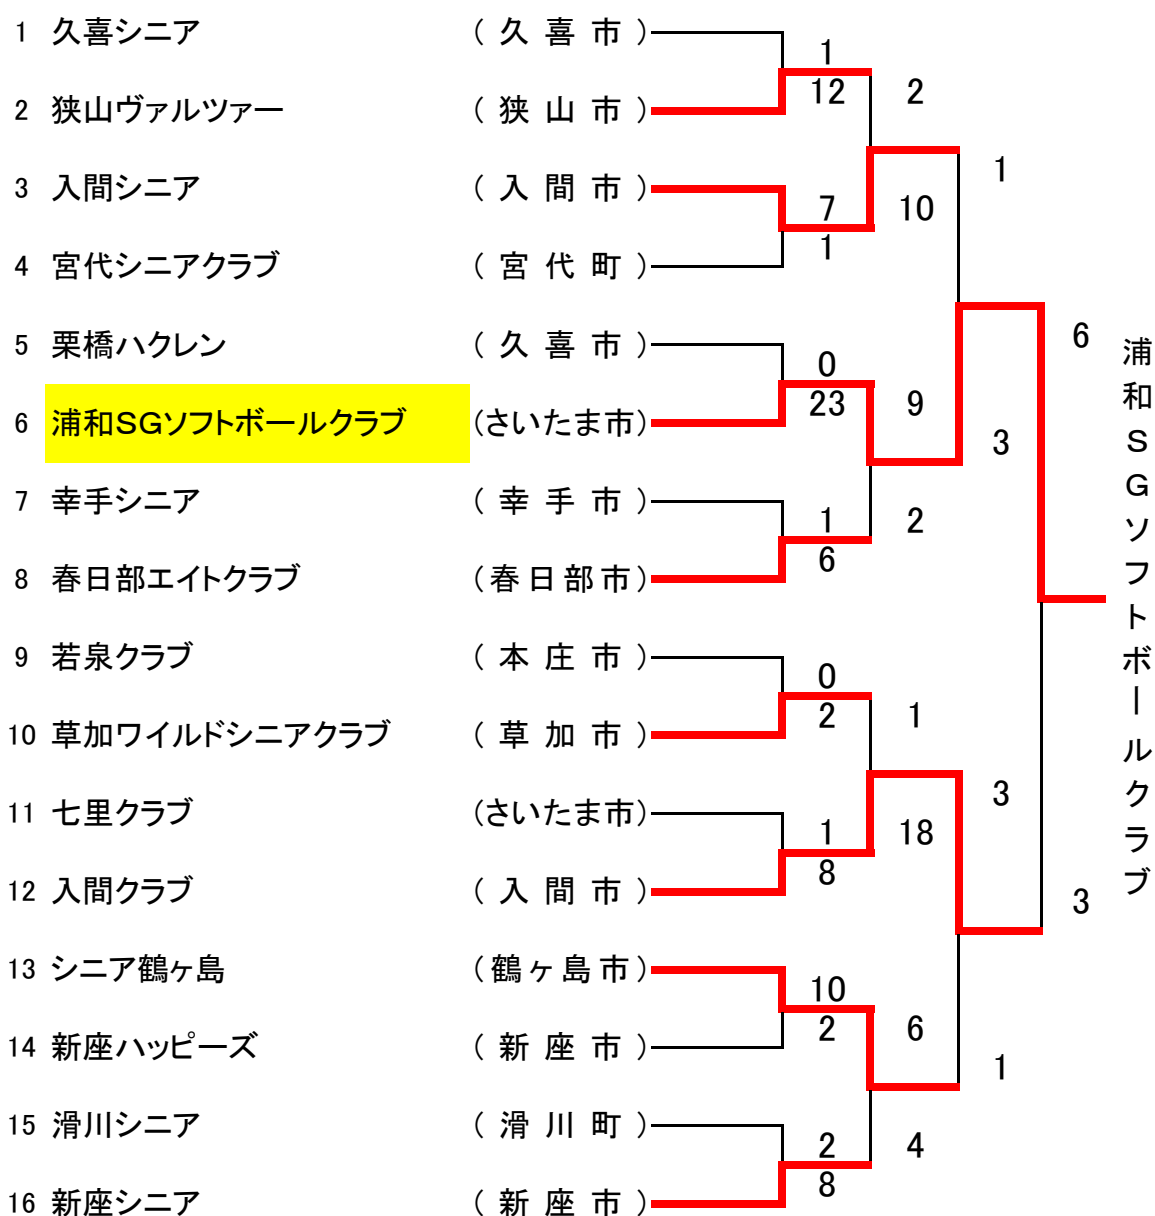 1 久喜シニア (久喜市)
1
2 狭山ヴァルツァー (狭山市)
12
2
3 入間シニア (入間市)
7
10
1
4 宮代シニアクラブ (宮代町)
1
5 栗橋ハクレン (久喜市)
0
6 浦和SGソフトボールクラブ (さいたま市)
23
9
3
6
7 幸手シニア (幸手市)
1
2
8 春日部エイトクラブ (春日部市)
6
9 若泉クラブ (本庄市)
0
10 草加ワイルドシニアクラブ (草加市)
2
1
11 七里クラブ (さいたま市)
1
18
3
12 入間クラブ (入間市)
8
3
13 シニア鶴ヶ島 (鶴ヶ島市)
10
14 新座ハッピーズ (新座市)
2
6
1
15 滑川シニア (滑川町)
2
4
16 新座シニア (新座市)
8
浦和SGソフトボールクラブ